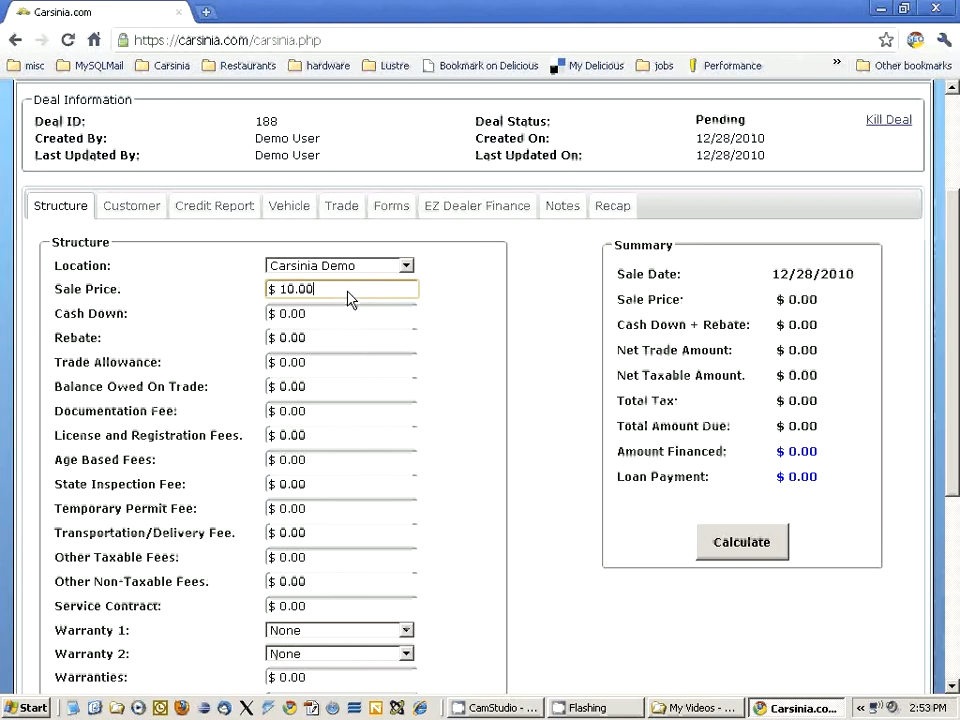 Carsinia.com
https://carsinia.com/carsinia.php
misc MySQLMail Carsinia Restaurants hardware Lustre Bookmark on Delicious My Delicious jobs Performance » Other bookmarks
Deal Information
Deal ID: 188 Deal Status: Pending Kill Deal
Created By: Demo User Created On: 12/28/2010
Last Updated By: Demo User Last Updated On: 12/28/2010
Structure Customer Credit Report Vehicle Trade Forms EZ Dealer Finance Notes Recap
Structure
Location: Carsinia Demo
Sale Price. $ 10.00
Cash Down: $ 0.00
Rebate: $ 0.00
Trade Allowance: $ 0.00
Balance Owed On Trade: $ 0.00
Documentation Fee: $ 0.00
License and Registration Fees. $ 0.00
Age Based Fees: $ 0.00
State Inspection Fee: $ 0.00
Temporary Permit Fee: $ 0.00
Transportation/Delivery Fee. $ 0.00
Other Taxable Fees: $ 0.00
Other Non-Taxable Fees. $ 0.00
Service Contract: $ 0.00
Warranty 1: None
Warranty 2: None
Warranties: $ 0.00
Summary
Sale Date: 12/28/2010
Sale Price: $ 0.00
Cash Down + Rebate: $ 0.00
Net Trade Amount: $ 0.00
Net Taxable Amount. $ 0.00
Total Tax: $ 0.00
Total Amount Due: $ 0.00
Amount Financed: $ 0.00
Loan Payment: $ 0.00
Calculate
Start CamStudio - ... Flashing My Videos - ... Carsinia.co... « 2:53 PM